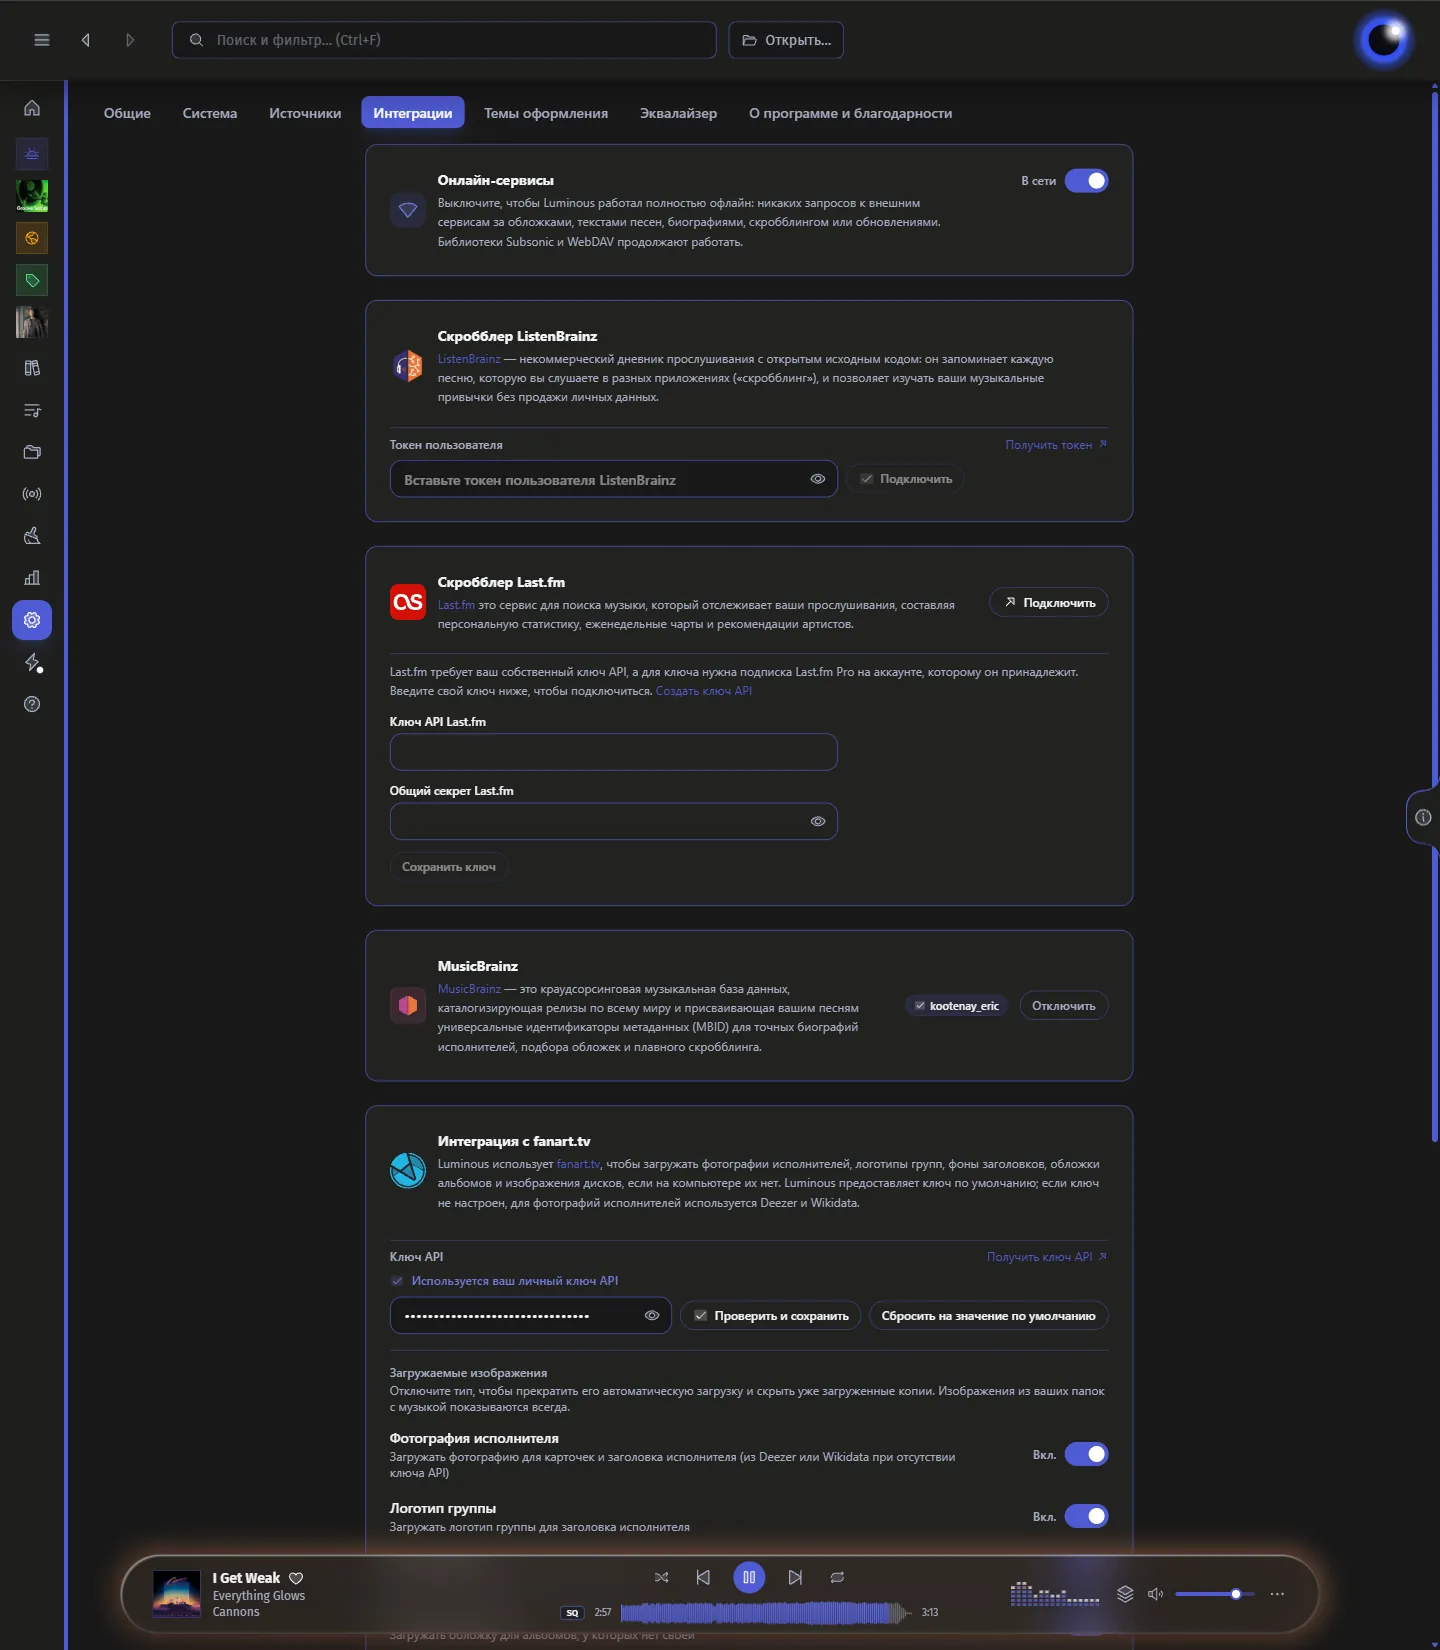 Поиск и фильтр... (Ctrl+F)
Открыть...
Общие
Система
Источники
Интеграции
Темы оформления
Эквалайзер
О программе и благодарности
Онлайн-сервисы
Выключите, чтобы Luminous работал полностью офлайн: никаких запросов к внешним
сервисам за обложками, текстами песен, биографиями, скробблингом или обновлениями.
Библиотеки Subsonic и WebDAV продолжают работать.
В сети
Скробблер ListenBrainz
ListenBrainz — некоммерческий дневник прослушивания с открытым исходным кодом: он запоминает каждую
песню, которую вы слушаете в разных приложениях («скробблинг»), и позволяет изучать ваши музыкальные
привычки без продажи личных данных.
Токен пользователя
Получить токен
Вставьте токен пользователя ListenBrainz
Подключить
Скробблер Last.fm
Last.fm это сервис для поиска музыки, который отслеживает ваши прослушивания, составляя
персональную статистику, еженедельные чарты и рекомендации артистов.
Подключить
Last.fm требует ваш собственный ключ API, а для ключа нужна подписка Last.fm Pro на аккаунте, которому он принадлежит.
Введите свой ключ ниже, чтобы подключиться. Создать ключ API
Ключ API Last.fm
Общий секрет Last.fm
Сохранить ключ
MusicBrainz
MusicBrainz — это краудсорсинговая музыкальная база данных,
каталогизирующая релизы по всему миру и присваивающая вашим песням
универсальные идентификаторы метаданных (MBID) для точных биографий
исполнителей, подбора обложек и плавного скробблинга.
kootenay_eric
Отключить
Интеграция с fanart.tv
Luminous использует fanart.tv, чтобы загружать фотографии исполнителей, логотипы групп, фоны заголовков, обложки
альбомов и изображения дисков, если на компьютере их нет. Luminous предоставляет ключ по умолчанию; если ключ
не настроен, для фотографий исполнителей используется Deezer и Wikidata.
Ключ API
Получить ключ API
Используется ваш личный ключ API
Проверить и сохранить
Сбросить на значение по умолчанию
Загружаемые изображения
Отключите тип, чтобы прекратить его автоматическую загрузку и скрыть уже загруженные копии. Изображения из ваших папок
с музыкой показываются всегда.
Фотография исполнителя
Загружать фотографию для карточек и заголовка исполнителя (из Deezer или Wikidata при отсутствии
ключа API)
Вкл.
Логотип группы
Загружать логотип группы для заголовка исполнителя
Вкл.
I Get Weak
Everything Glows
Cannons
SQ
2:57
3:13
Загружать обложку для альбомов, у которых нет своей